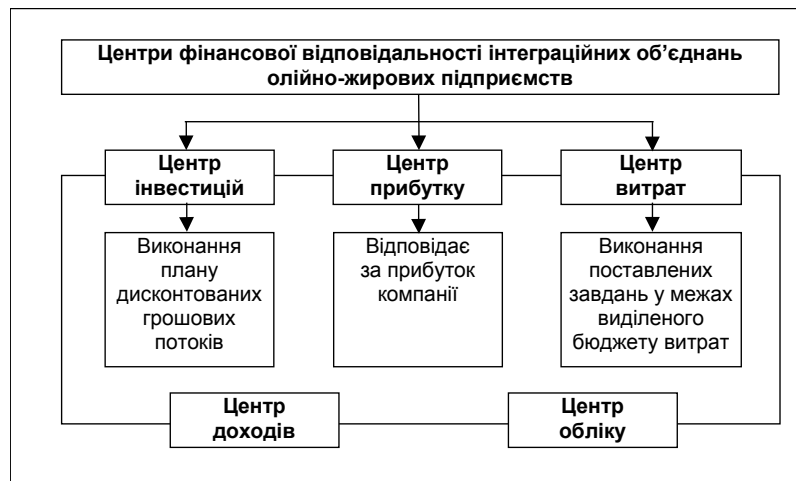 Центри фінансової відповідальності інтеграційних об’єднань
олійно-жирових підприємств
Центр
інвестицій
Центр
прибутку
Центр
витрат
Виконання
плану
дисконтованих
грошових
потоків
Відповідає
за прибуток
компанії
Виконання
поставлених
завдань у межах
виділеного
бюджету витрат
Центр
доходів
Центр
обліку